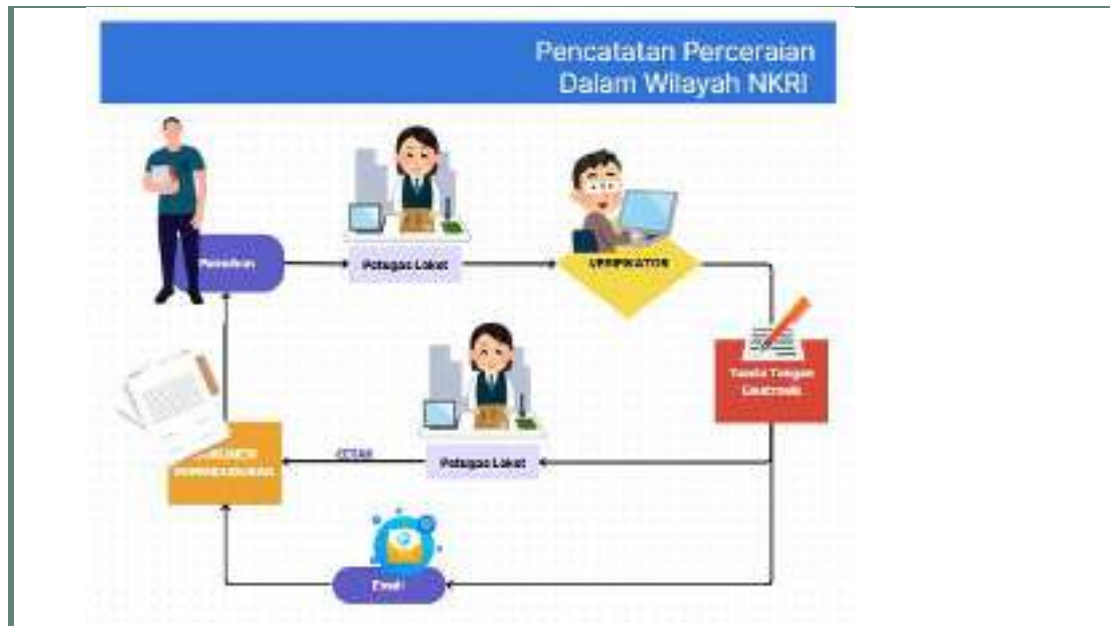 Pencatatan Perceraian
Dalam Wilayah NKRI
Pemohon
Petugas Loket
VERIFIKATOR
Tanda Tangan
Elektronik
CETAK
Petugas Loket
Email